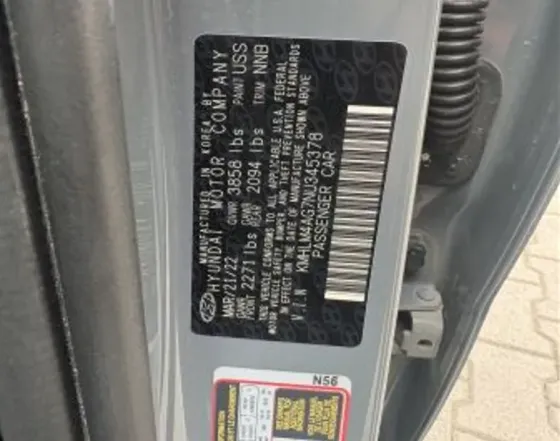 MANUFACTURED IN KOREA BY
HYUNDAI MOTOR COMPANY
MAR/21/22 GVWR 3858 lbs PAINT USS
GAWR FRONT 2271 lbs GAWR REAR 2094 lbs TRIM NNB
THIS VEHICLE CONFORMS TO ALL APPLICABLE U.S.A. FEDERAL
MOTOR VEHICLE SAFETY, BUMPER, AND THEFT PREVENTION STANDARDS
IN EFFECT ON THE DATE OF MANUFACTURE SHOWN ABOVE
V.I.N KMHLM4AG7NU345378
PASSENGER CAR
N56